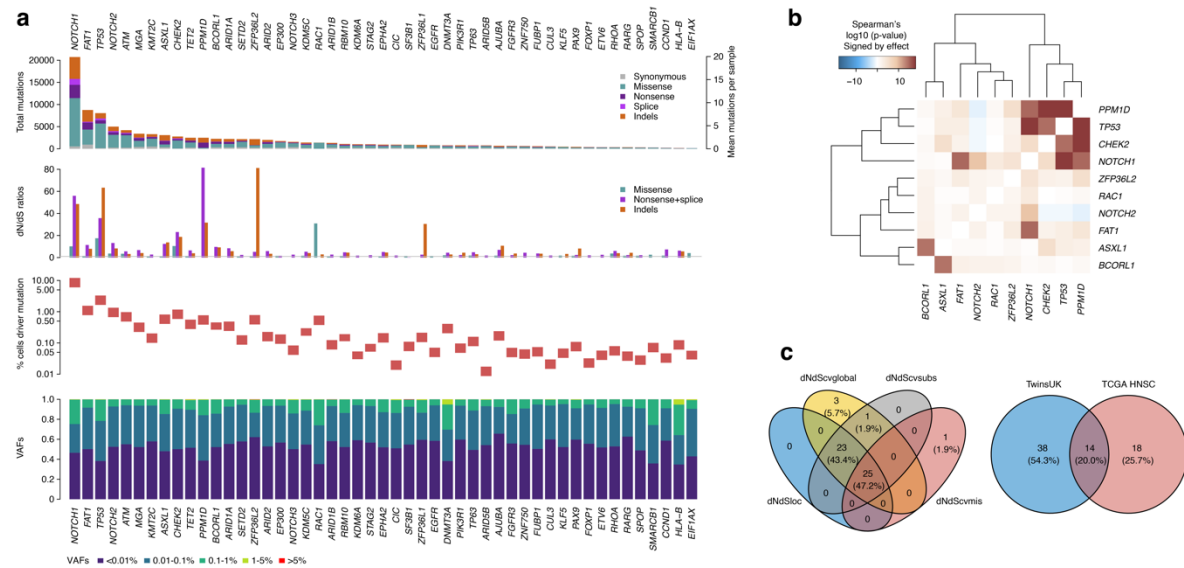 a
NOTCH1 FAT1 TP53 NOTCH2 ATM MGA KMT2C ASXL1 CHEK2 TET2 PPM1D BCORL1 ARID1A SETD2 ZFP36L2 ARID2 EP300 NOTCH3 KDM5C RAC1 ARID1B RBM10 KDM6A STAG2 EPHA2 CIC SF3B1 ZFP36L1 EGFR DNMT3A PIK3R1 TP63 ARID5B AJUBA FGFR3 ZNF750 FUBP1 CUL3 KLF5 PAX9 FOXP1 ETV6 RHOA RARG SPOP SMARCB1 CCND1 HLA-B EIF1AX
Total mutations
20000
15000
10000
5000
0
Synonymous
Missense
Nonsense
Splice
Indels
20
15
10
5
0
Mean mutations per sample
dN/dS ratios
80
60
40
20
0
Missense
Nonsense+splice
Indels
% cells driver mutation
10.00
5.00
1.00
0.50
0.10
0.05
0.01
VAFs
1.0
0.8
0.6
0.4
0.2
0
NOTCH1 FAT1 TP53 NOTCH2 ATM MGA KMT2C ASXL1 CHEK2 TET2 PPM1D BCORL1 ARID1A SETD2 ZFP36L2 ARID2 EP300 NOTCH3 KDM5C RAC1 ARID1B RBM10 KDM6A STAG2 EPHA2 CIC SF3B1 ZFP36L1 EGFR DNMT3A PIK3R1 TP63 ARID5B AJUBA FGFR3 ZNF750 FUBP1 CUL3 KLF5 PAX9 FOXP1 ETV6 RHOA RARG SPOP SMARCB1 CCND1 HLA-B EIF1AX
VAFs <0.01% 0.01-0.1% 0.1-1% 1-5% >5%
b
Spearman's
log10 (p-value)
Signed by effect
−10 0 10
PPM1D
TP53
CHEK2
NOTCH1
ZFP36L2
RAC1
NOTCH2
FAT1
ASXL1
BCORL1
BCORL1 ASXL1 FAT1 NOTCH2 RAC1 ZFP36L2 NOTCH1 CHEK2 TP53 PPM1D
c
dNdScvglobal dNdScvsubs
dNdSloc dNdScvmis
3
(5.7%)
1
(1.9%)
0
0
0
0
1
(1.9%)
23
(43.4%)
25
(47.2%)
0
0
0
0
0
0
TwinsUK TCGA HNSC
38
(54.3%)
14
(20.0%)
18
(25.7%)